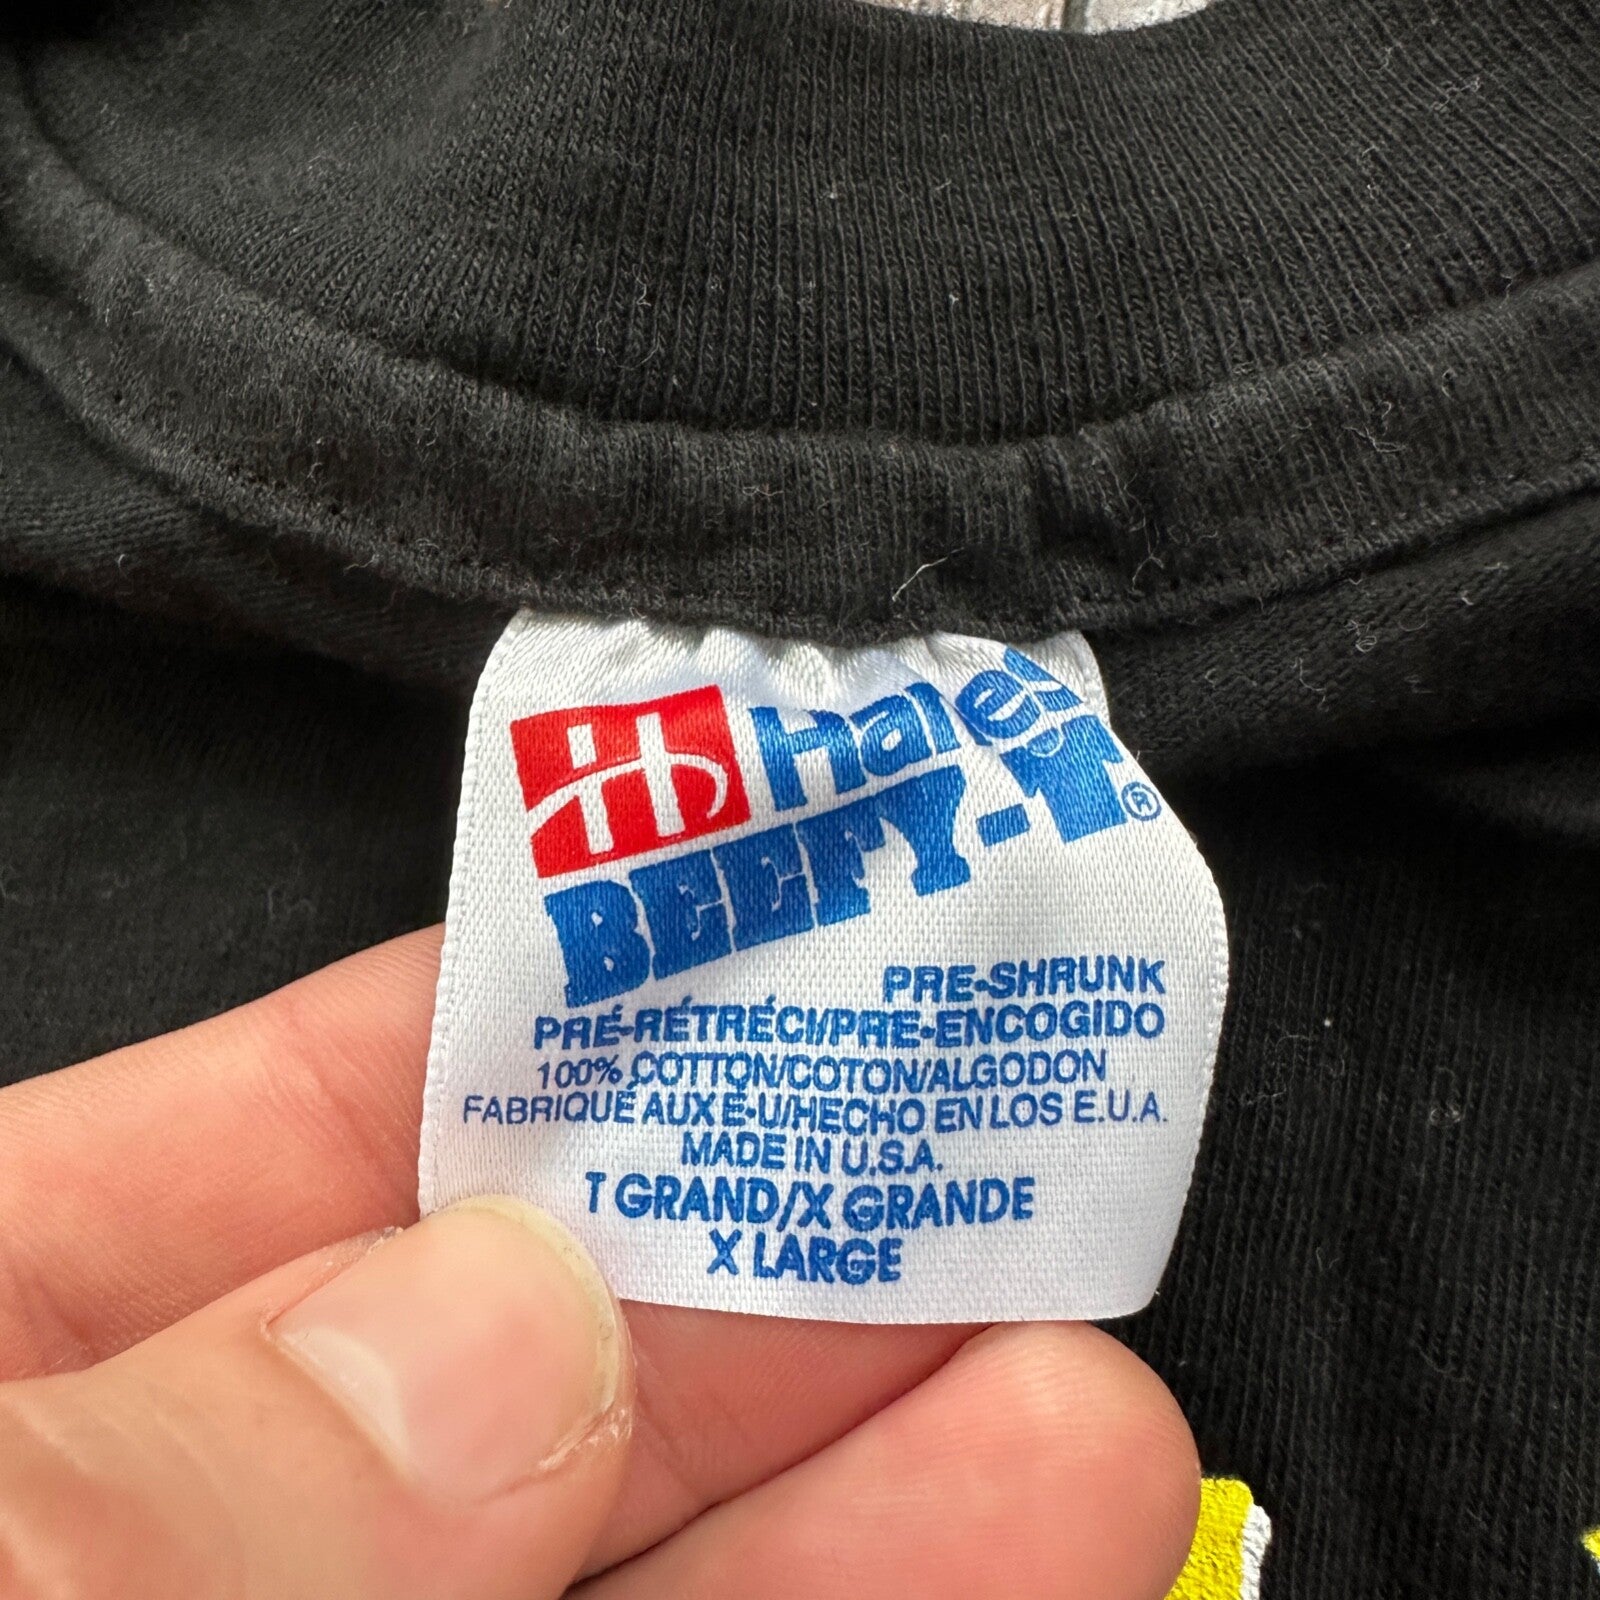 Hanes
BEEFY-T®
PRE-SHRUNK
PRÉ-RÉTRÉCI/PRE-ENCOGIDO
100% COTTON/COTON/ALGODON
FABRIQUÉ AUX E-U/HECHO EN LOS E.U.A.
MADE IN U.S.A.
T GRAND/X GRANDE
X LARGE